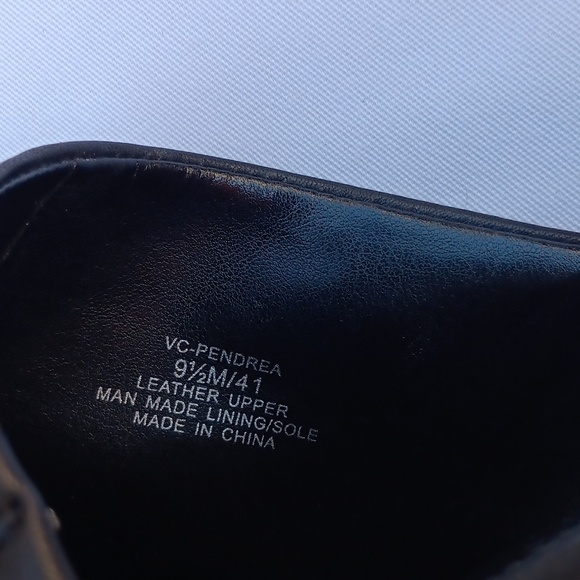 VC-PENDREA
9½M/41
LEATHER UPPER
MAN MADE LINING/SOLE
MADE IN CHINA